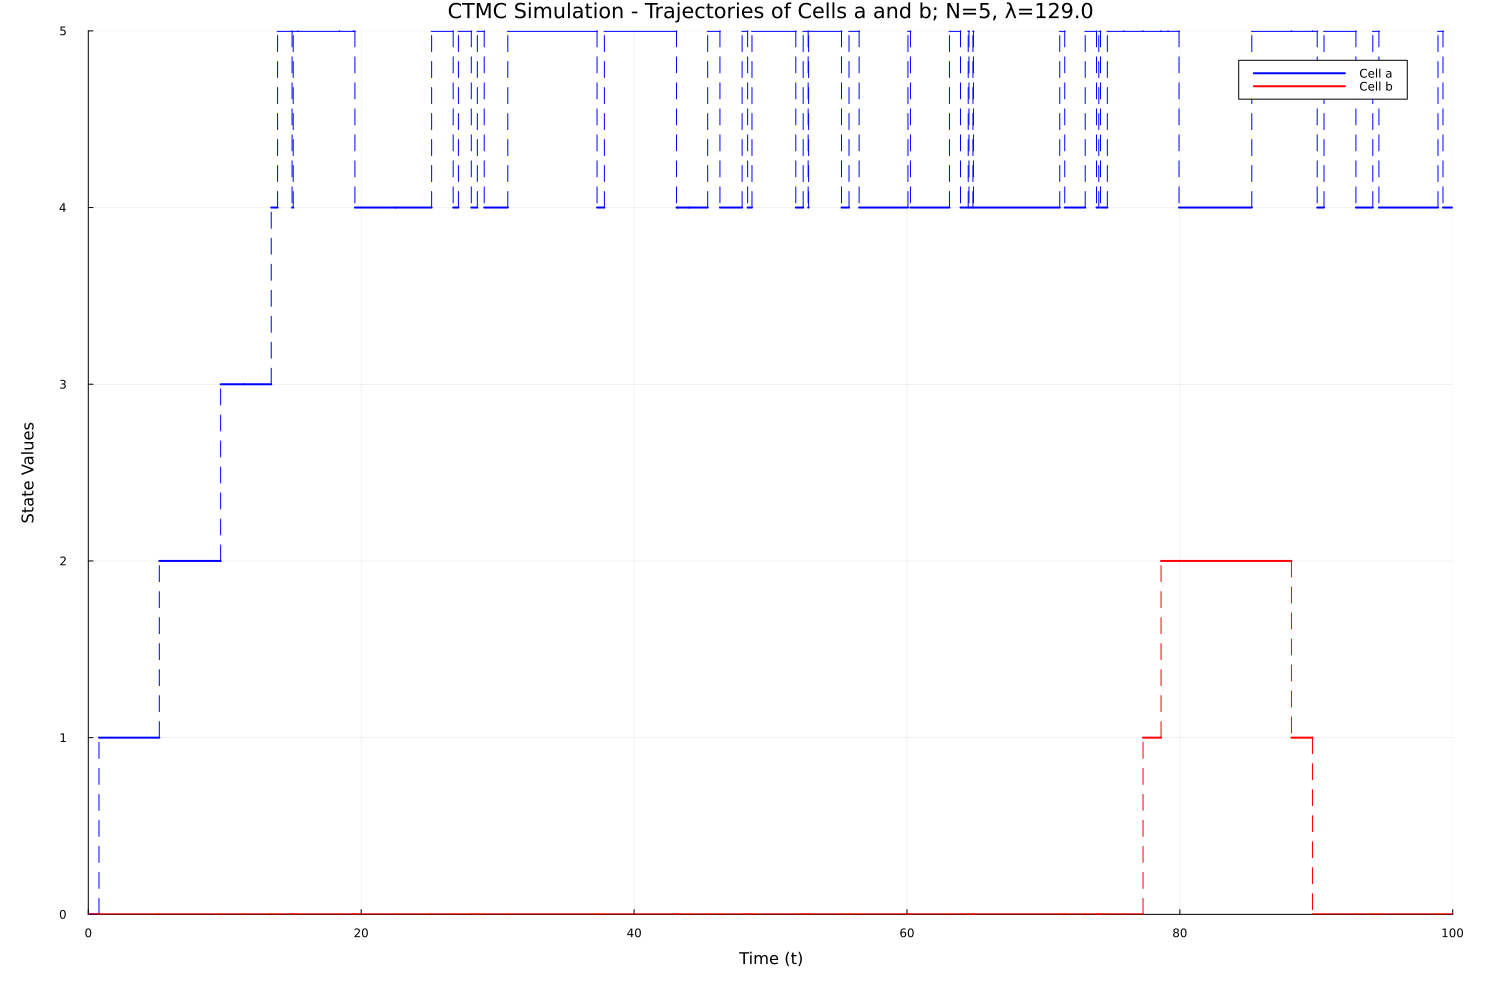 CTMC Simulation - Trajectories of Cells a and b; N=5, λ=129.0
5
Cell a
Cell b
4
3
State Values
2
1
0
0 20 40 60 80 100
Time (t)